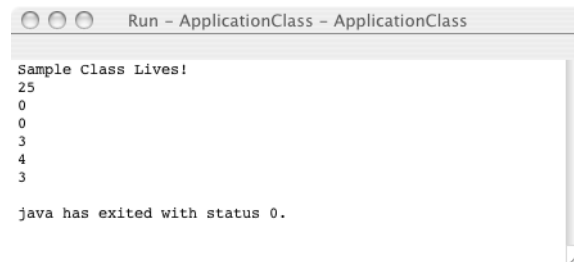 Run – ApplicationClass – ApplicationClass
Sample Class Lives!
25
0
0
3
4
3
java has exited with status 0.